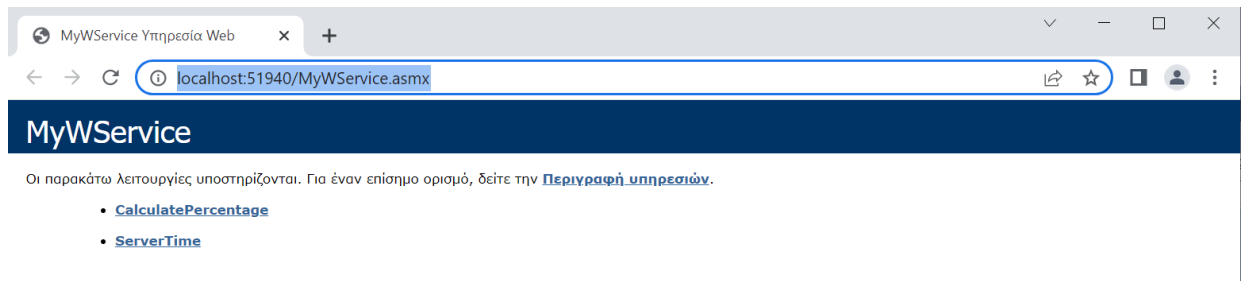 MyWService Υπηρεσία Web
localhost:51940/MyWService.asmx
MyWService
Οι παρακάτω λειτουργίες υποστηρίζονται. Για έναν επίσημο ορισμό, δείτε την Περιγραφή υπηρεσιών.
CalculatePercentage
ServerTime